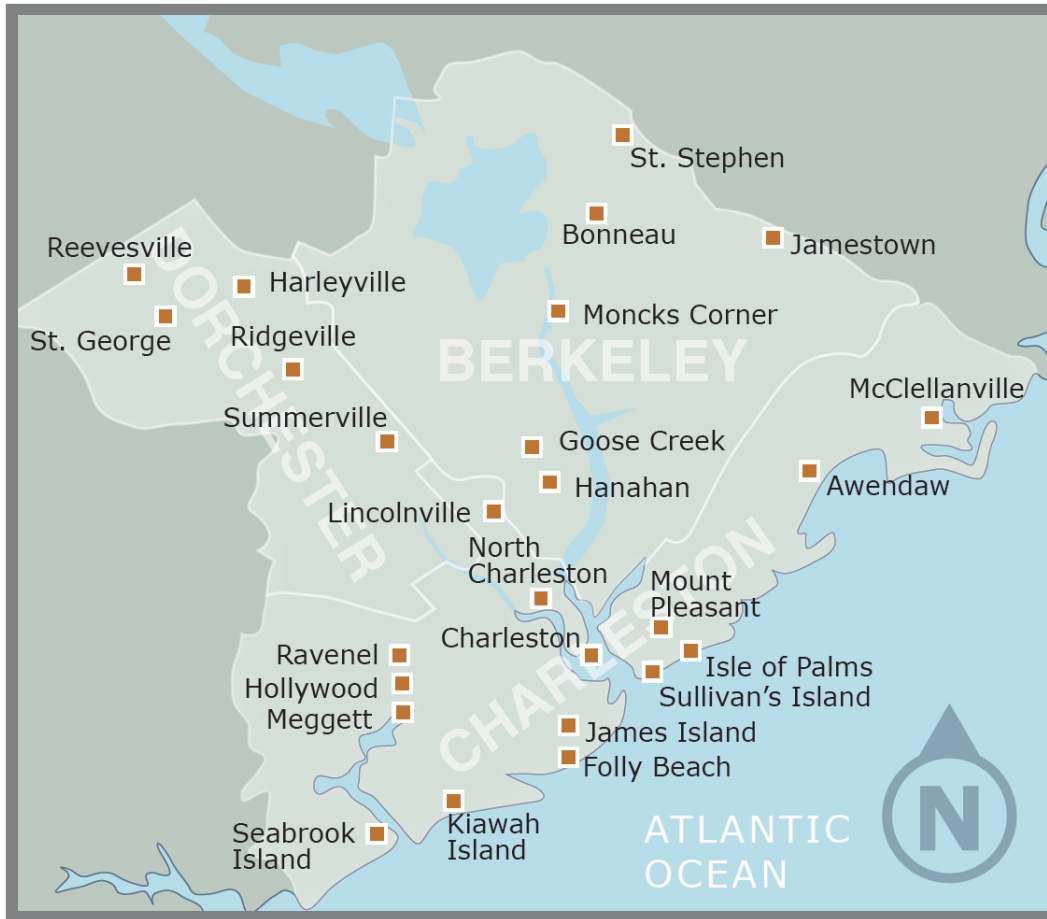 St. Stephen
Bonneau
Jamestown
Reevesville
Harleyville
St. George
Ridgeville
Moncks Corner
DORCHESTER
BERKELEY
McClellanville
Summerville
Goose Creek
Hanahan
Awendaw
Lincolnville
North
Charleston
Mount
Pleasant
CHARLESTON
Charleston
Ravenel
Isle of Palms
Hollywood
Sullivan’s Island
Meggett
James Island
Folly Beach
Kiawah
Island
Seabrook
Island
ATLANTIC
OCEAN
N